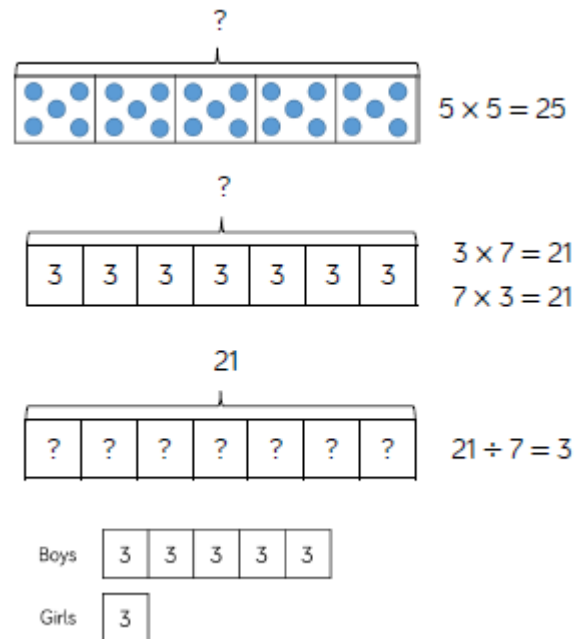 ?
5 × 5 = 25
?
3 3 3 3 3 3 3
3 × 7 = 21
7 × 3 = 21
21
? ? ? ? ? ? ?
21 ÷ 7 = 3
Boys 3 3 3 3 3
Girls 3